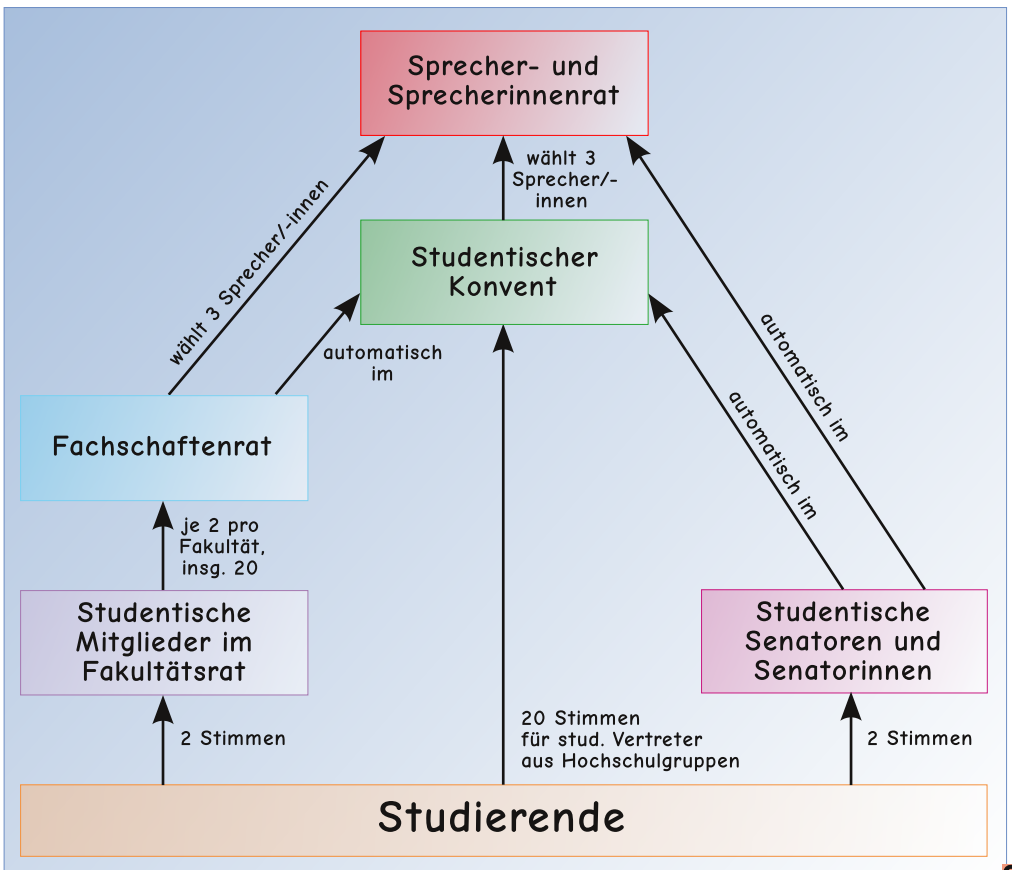 Sprecher- und
Sprecherinnenrat
wählt 3 Sprecher/-innen
wählt 3
Sprecher/-
innen
Studentischer
Konvent
automatisch
im
automatisch im
automatisch im
Fachschaftenrat
je 2 pro
Fakultät,
insg. 20
Studentische
Mitglieder im
Fakultätsrat
Studentische
Senatoren und
Senatorinnen
2 Stimmen
20 Stimmen
für stud. Vertreter
aus Hochschulgruppen
2 Stimmen
Studierende